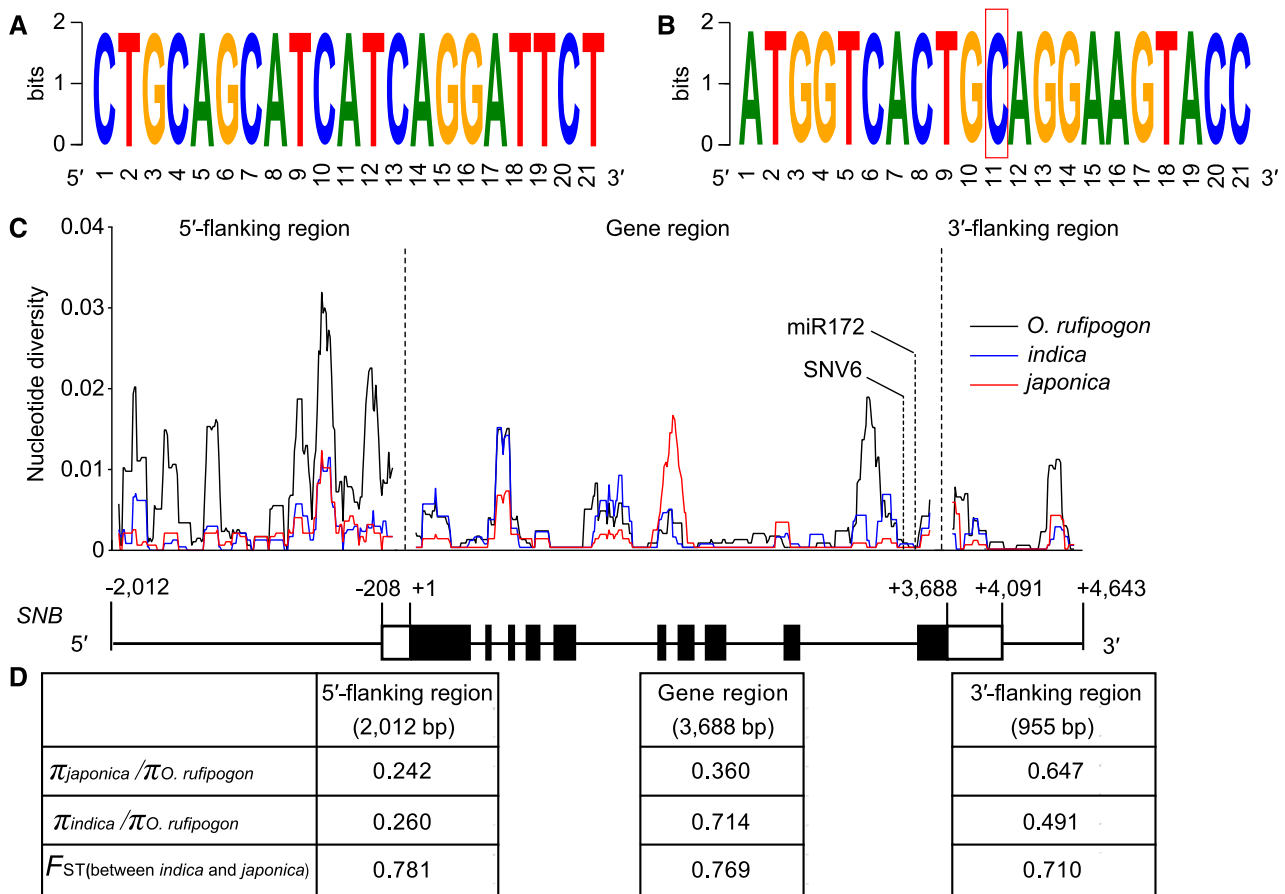 A
bits
2
1
0
CTGCAGCATCATCAGGATTCT
5′ 1 2 3 4 5 6 7 8 9 10 11 12 13 14 15 16 17 18 19 20 21 3′
B
bits
2
1
0
ATGGTCACTGCAGGAAGTACC
5′ 1 2 3 4 5 6 7 8 9 10 11 12 13 14 15 16 17 18 19 20 21 3′
C
Nucleotide diversity
0.04
0.03
0.02
0.01
0
5′-flanking region
Gene region
3′-flanking region
miR172
SNV6
O. rufipogon
indica
japonica
-2,012 -208 +1 +3,688 +4,091 +4,643
SNB
5′ 3′
D
5′-flanking region Gene region 3′-flanking region
(2,012 bp) (3,688 bp) (955 bp)
πjaponica /πO. rufipogon 0.242 0.360 0.647
πindica /πO. rufipogon 0.260 0.714 0.491
FST(between indica and japonica) 0.781 0.769 0.710